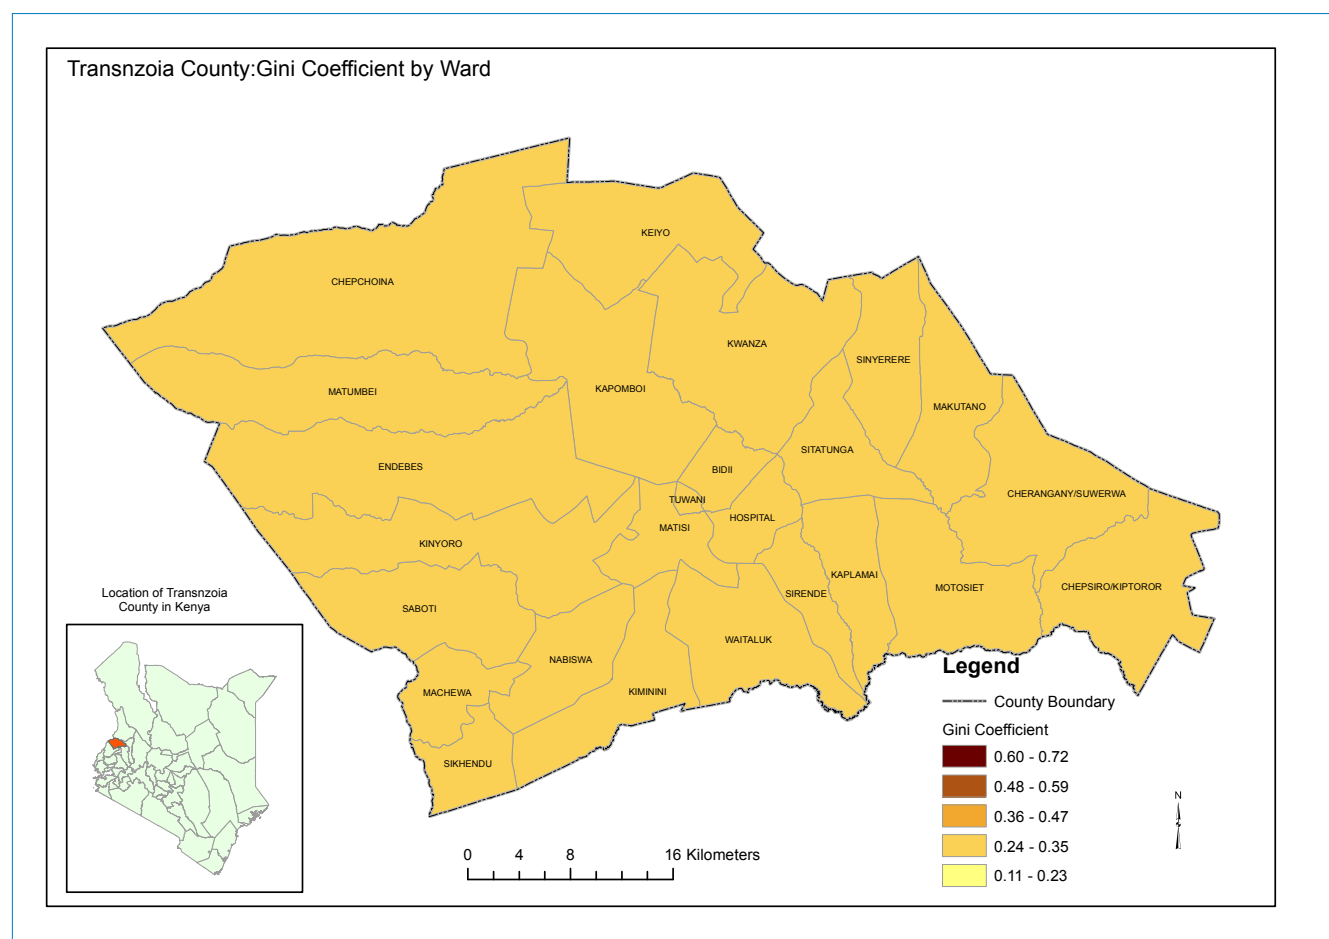 Transnzoia County:Gini Coefficient by Ward
KEIYO
CHEPCHOINA
KWANZA
SINYERERE
MATUMBEI
KAPOMBOI
MAKUTANO
SITATUNGA
ENDEBES
BIDII
CHERANGANY/SUWERWA
TUWANI
HOSPITAL
MATISI
KINYORO
KAPLAMAI
MOTOSIET
CHEPSIRO/KIPTOROR
SIRENDE
SABOTI
WAITALUK
NABISWA
KIMININI
MACHEWA
SIKHENDU
Location of Transnzoia
County in Kenya
Legend
County Boundary
Gini Coefficient
0.60 - 0.72
0.48 - 0.59
0.36 - 0.47
0.24 - 0.35
0.11 - 0.23
N
0 4 8 16 Kilometers